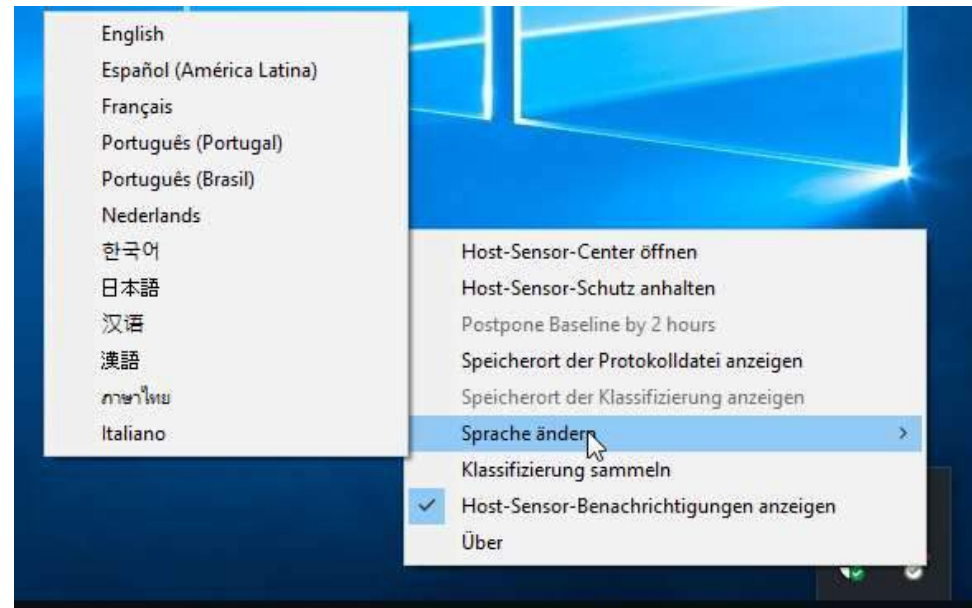 English
Español (América Latina)
Français
Português (Portugal)
Português (Brasil)
Nederlands
한국어
日本語
汉语
漢語
ภาษาไทย
Italiano
Host-Sensor-Center öffnen
Host-Sensor-Schutz anhalten
Postpone Baseline by 2 hours
Speicherort der Protokolldatei anzeigen
Speicherort der Klassifizierung anzeigen
Sprache ändern
Klassifizierung sammeln
Host-Sensor-Benachrichtigungen anzeigen
Über